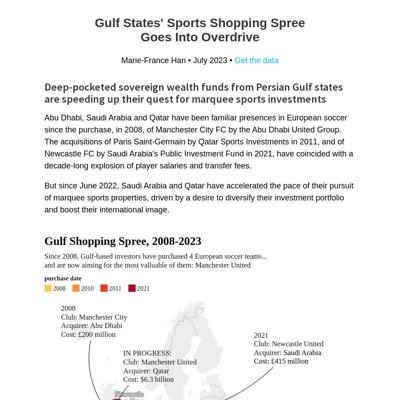 Gulf States' Sports Shopping Spree
Goes Into Overdrive
Marie-France Han • July 2023 • Get the data
Deep-pocketed sovereign wealth funds from Persian Gulf states
are speeding up their quest for marquee sports investments
Abu Dhabi, Saudi Arabia and Qatar have been familiar presences in European soccer
since the purchase, in 2008, of Manchester City FC by the Abu Dhabi United Group.
The acquisitions of Paris Saint-Germain by Qatar Sports Investments in 2011, and of
Newcastle FC by Saudi Arabia's Public Investment Fund in 2021, have coincided with a
decade-long explosion of player salaries and transfer fees.
But since June 2022, Saudi Arabia and Qatar have accelerated the pace of their pursuit
of marquee sports properties, driven by a desire to diversify their investment portfolio
and boost their international image.
Gulf Shopping Spree, 2008-2023
Since 2008, Gulf-based investors have purchased 4 European soccer teams...
and are now aiming for the most valuable of them: Manchester United
purchase date
2008 2010 2011 2021
2008
Club: Manchester City
Acquirer: Abu Dhabi
Cost: £200 million
2021
Club: Newcastle United
Acquirer: Saudi Arabia
Cost: £415 million
IN PROGRESS:
Club: Manchester United
Acquirer: Qatar
Cost: $6.3 billion